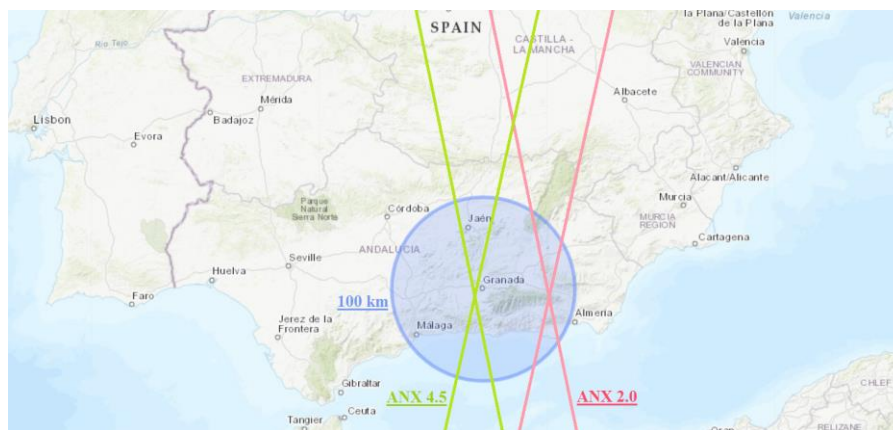 la Plana/Castellón
de la Plana
Valencia
SPAIN
Rio Tejo
CASTILLA -
LA MANCHA
Valencia
VALENCIAN
COMMUNITY
EXTREMADURA
Mérida
Albacete
Lisbon
Badajoz
Evora
Alacant/Alicante
Parque
Natural
Sierra Norte
Córdoba
Jaén
Murcia
MURCIA
REGION
Cartagena
ANDALUCIA
Seville
Huelva
Granada
Faro
100 km
Almería
Jerez de la
Frontera
Málaga
Gibraltar
ANX 4.5
ANX 2.0
CHLEF
Ceuta
Tangier
Oran
RELIZANE